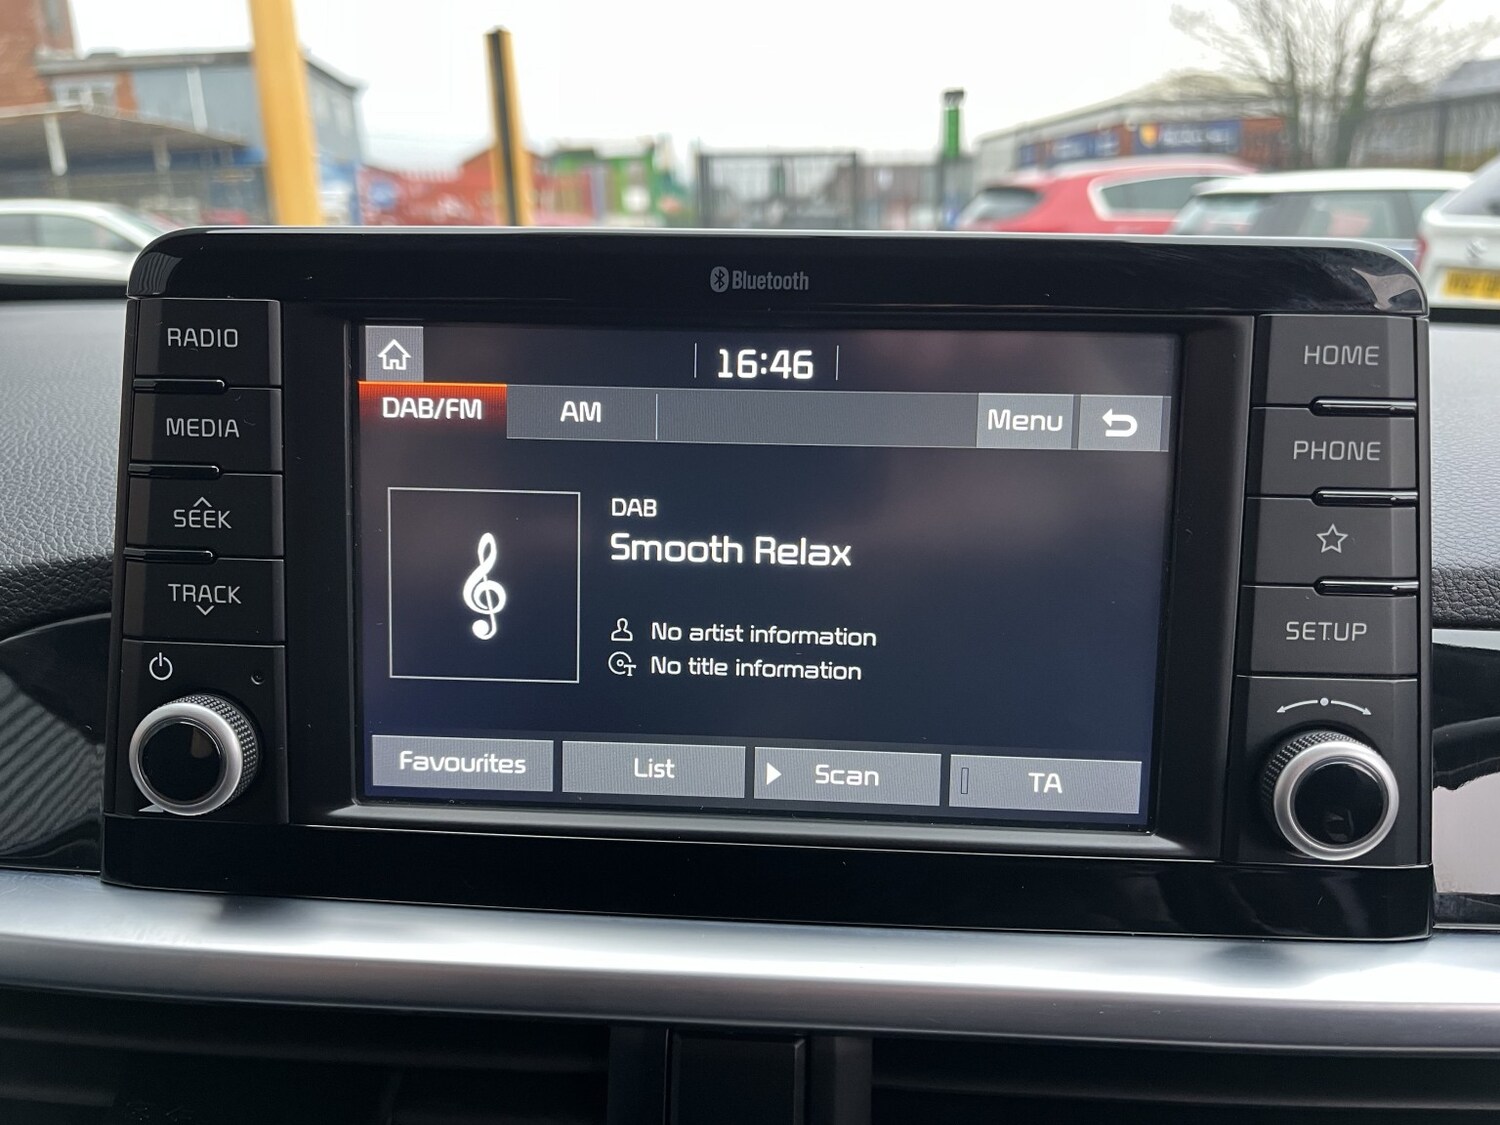 Bluetooth
RADIO
MEDIA
SEEK
TRACK
16:46
DAB/FM
AM
Menu
DAB
Smooth Relax
No artist information
No title information
Favourites
List
Scan
TA
HOME
PHONE
SETUP